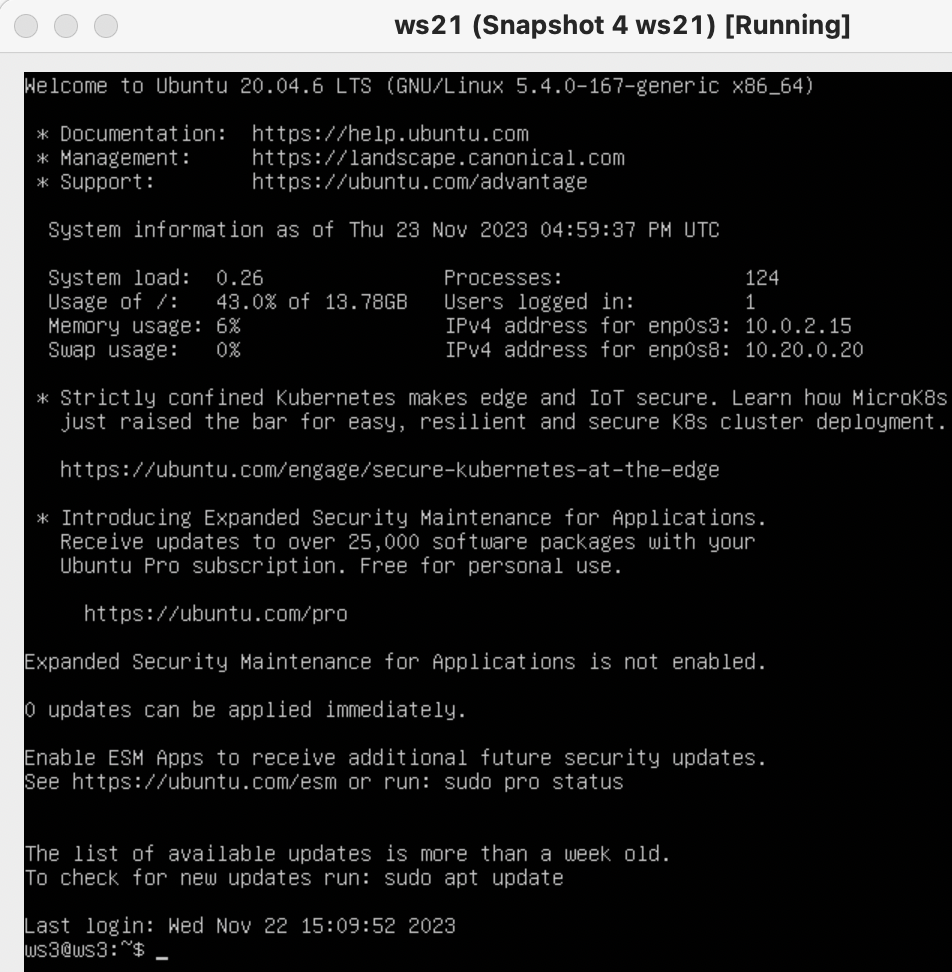 ws21 (Snapshot 4 ws21) [Running]
Welcome to Ubuntu 20.04.6 LTS (GNU/Linux 5.4.0-167-generic x86_64)
* Documentation:  https://help.ubuntu.com
* Management:     https://landscape.canonical.com
* Support:        https://ubuntu.com/advantage
System information as of Thu 23 Nov 2023 04:59:37 PM UTC
System load:  0.26               Processes:               124
Usage of /:   43.0% of 13.78GB   Users logged in:         1
Memory usage: 6%                 IPv4 address for enp0s3: 10.0.2.15
Swap usage:   0%                 IPv4 address for enp0s8: 10.20.0.20
* Strictly confined Kubernetes makes edge and IoT secure. Learn how MicroK8s
just raised the bar for easy, resilient and secure K8s cluster deployment.
https://ubuntu.com/engage/secure-kubernetes-at-the-edge
* Introducing Expanded Security Maintenance for Applications.
Receive updates to over 25,000 software packages with your
Ubuntu Pro subscription. Free for personal use.
https://ubuntu.com/pro
Expanded Security Maintenance for Applications is not enabled.
0 updates can be applied immediately.
Enable ESM Apps to receive additional future security updates.
See https://ubuntu.com/esm or run: sudo pro status
The list of available updates is more than a week old.
To check for new updates run: sudo apt update
Last login: Wed Nov 22 15:09:52 2023
ws3@ws3:~$ _